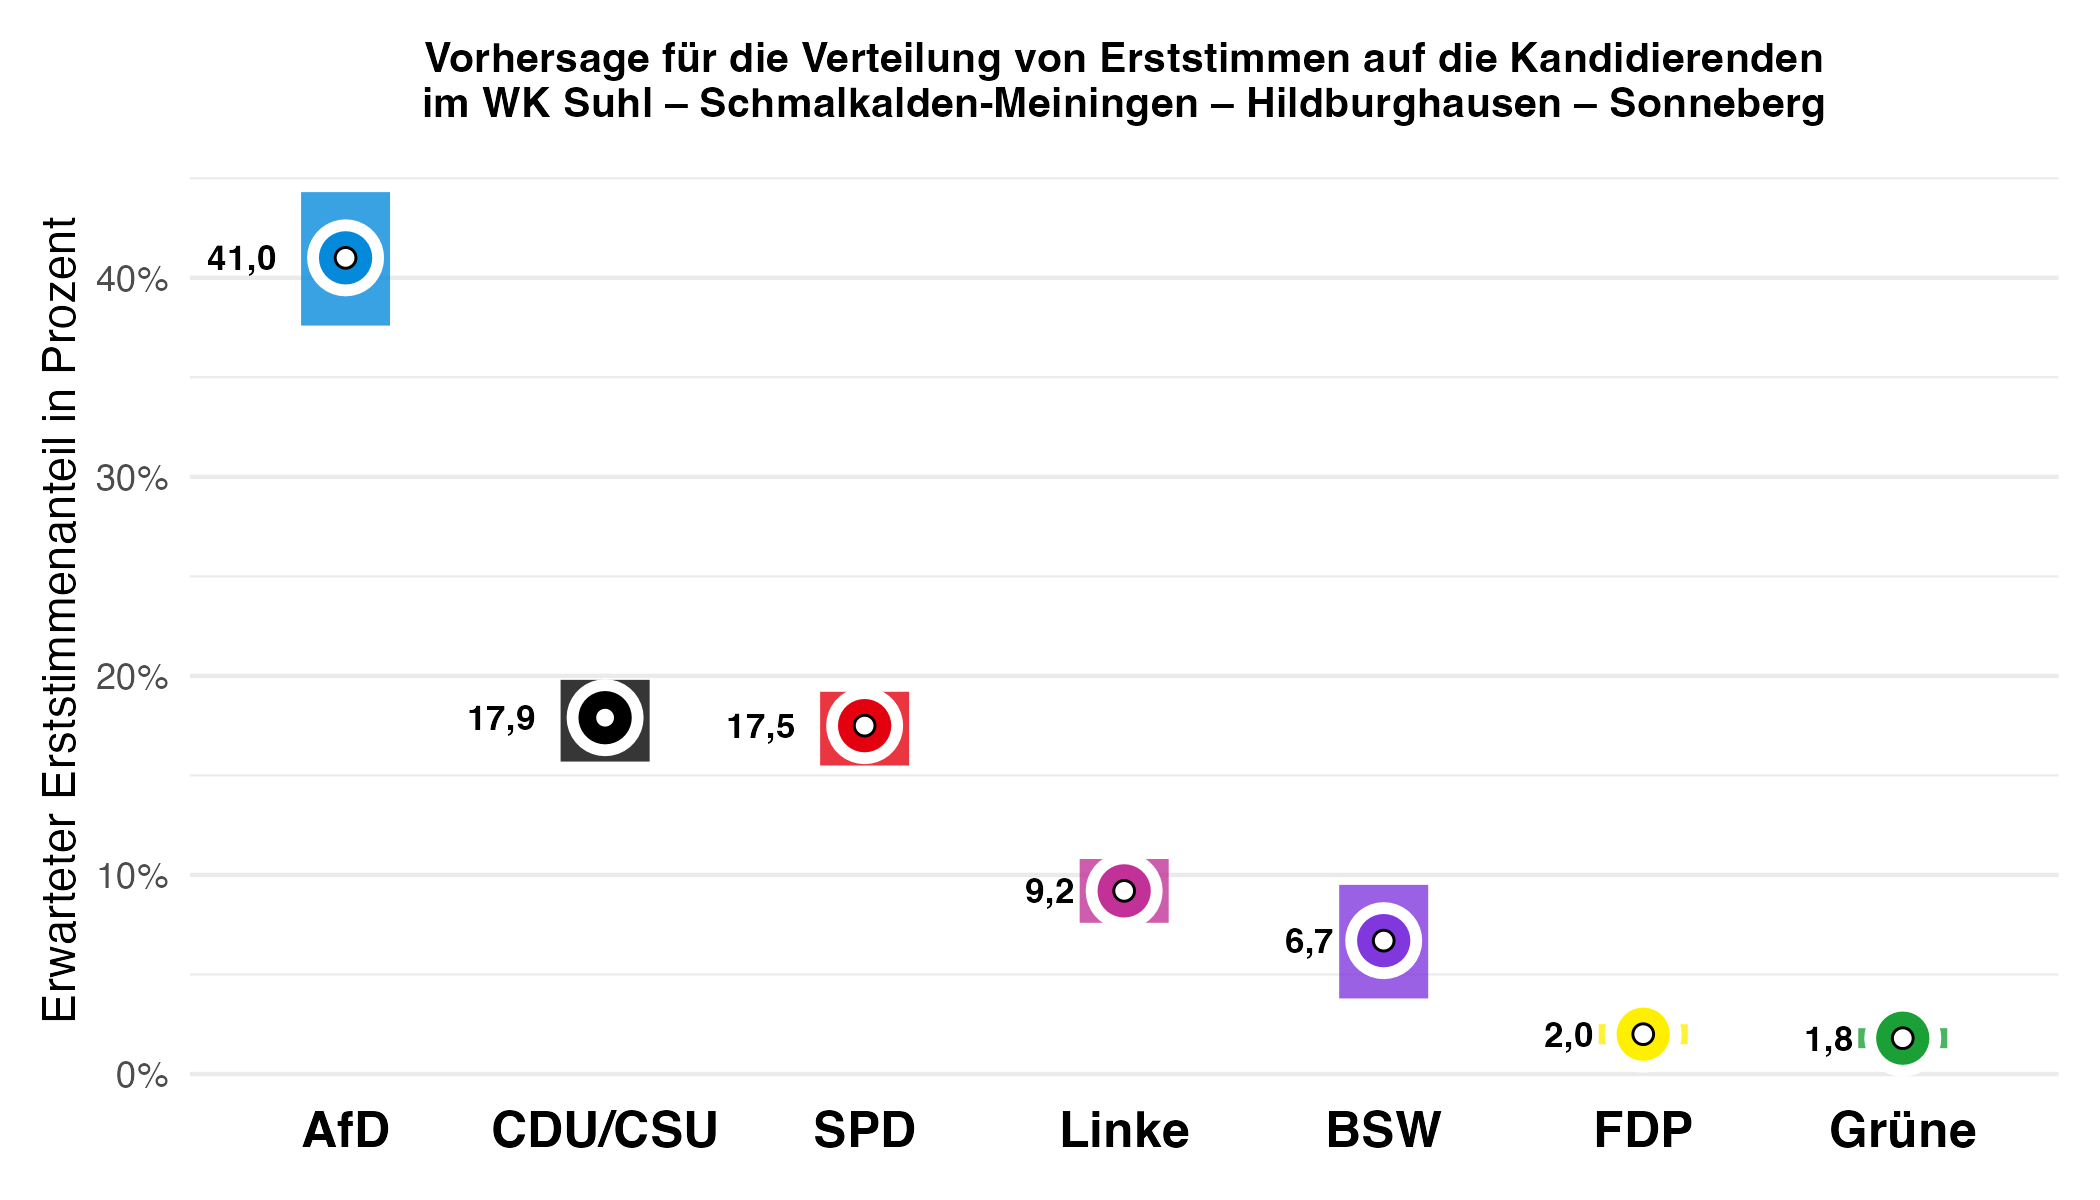 Vorhersage für die Verteilung von Erststimmen auf die Kandidierenden
im WK Suhl – Schmalkalden-Meiningen – Hildburghausen – Sonneberg
Erwarteter Erststimmenanteil in Prozent
40%
30%
20%
10%
0%
41,0
17,9
17,5
9,2
6,7
2,0
1,8
AfD
CDU/CSU
SPD
Linke
BSW
FDP
Grüne